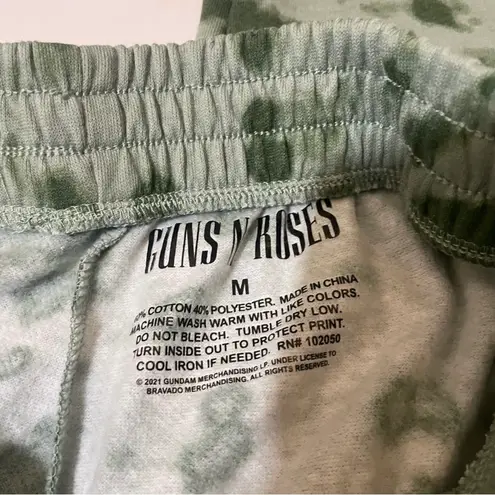 GUNS N' ROSES
M
60% COTTON 40% POLYESTER. MADE IN CHINA
MACHINE WASH WARM WITH LIKE COLORS.
DO NOT BLEACH. TUMBLE DRY LOW.
TURN INSIDE OUT TO PROTECT PRINT.
COOL IRON IF NEEDED. RN# 102050
© 2021 GUNDAM MERCHANDISING LP. UNDER LICENSE TO
BRAVADO MERCHANDISING. ALL RIGHTS RESERVED.